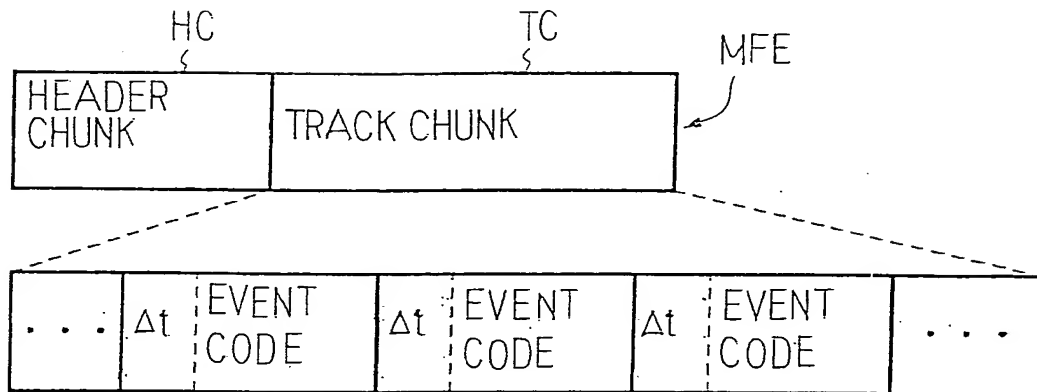 HC
TC
MFE
HEADER
CHUNK
TRACK CHUNK
. . .
Δt
EVENT
CODE
Δt
EVENT
CODE
Δt
EVENT
CODE
. . . .